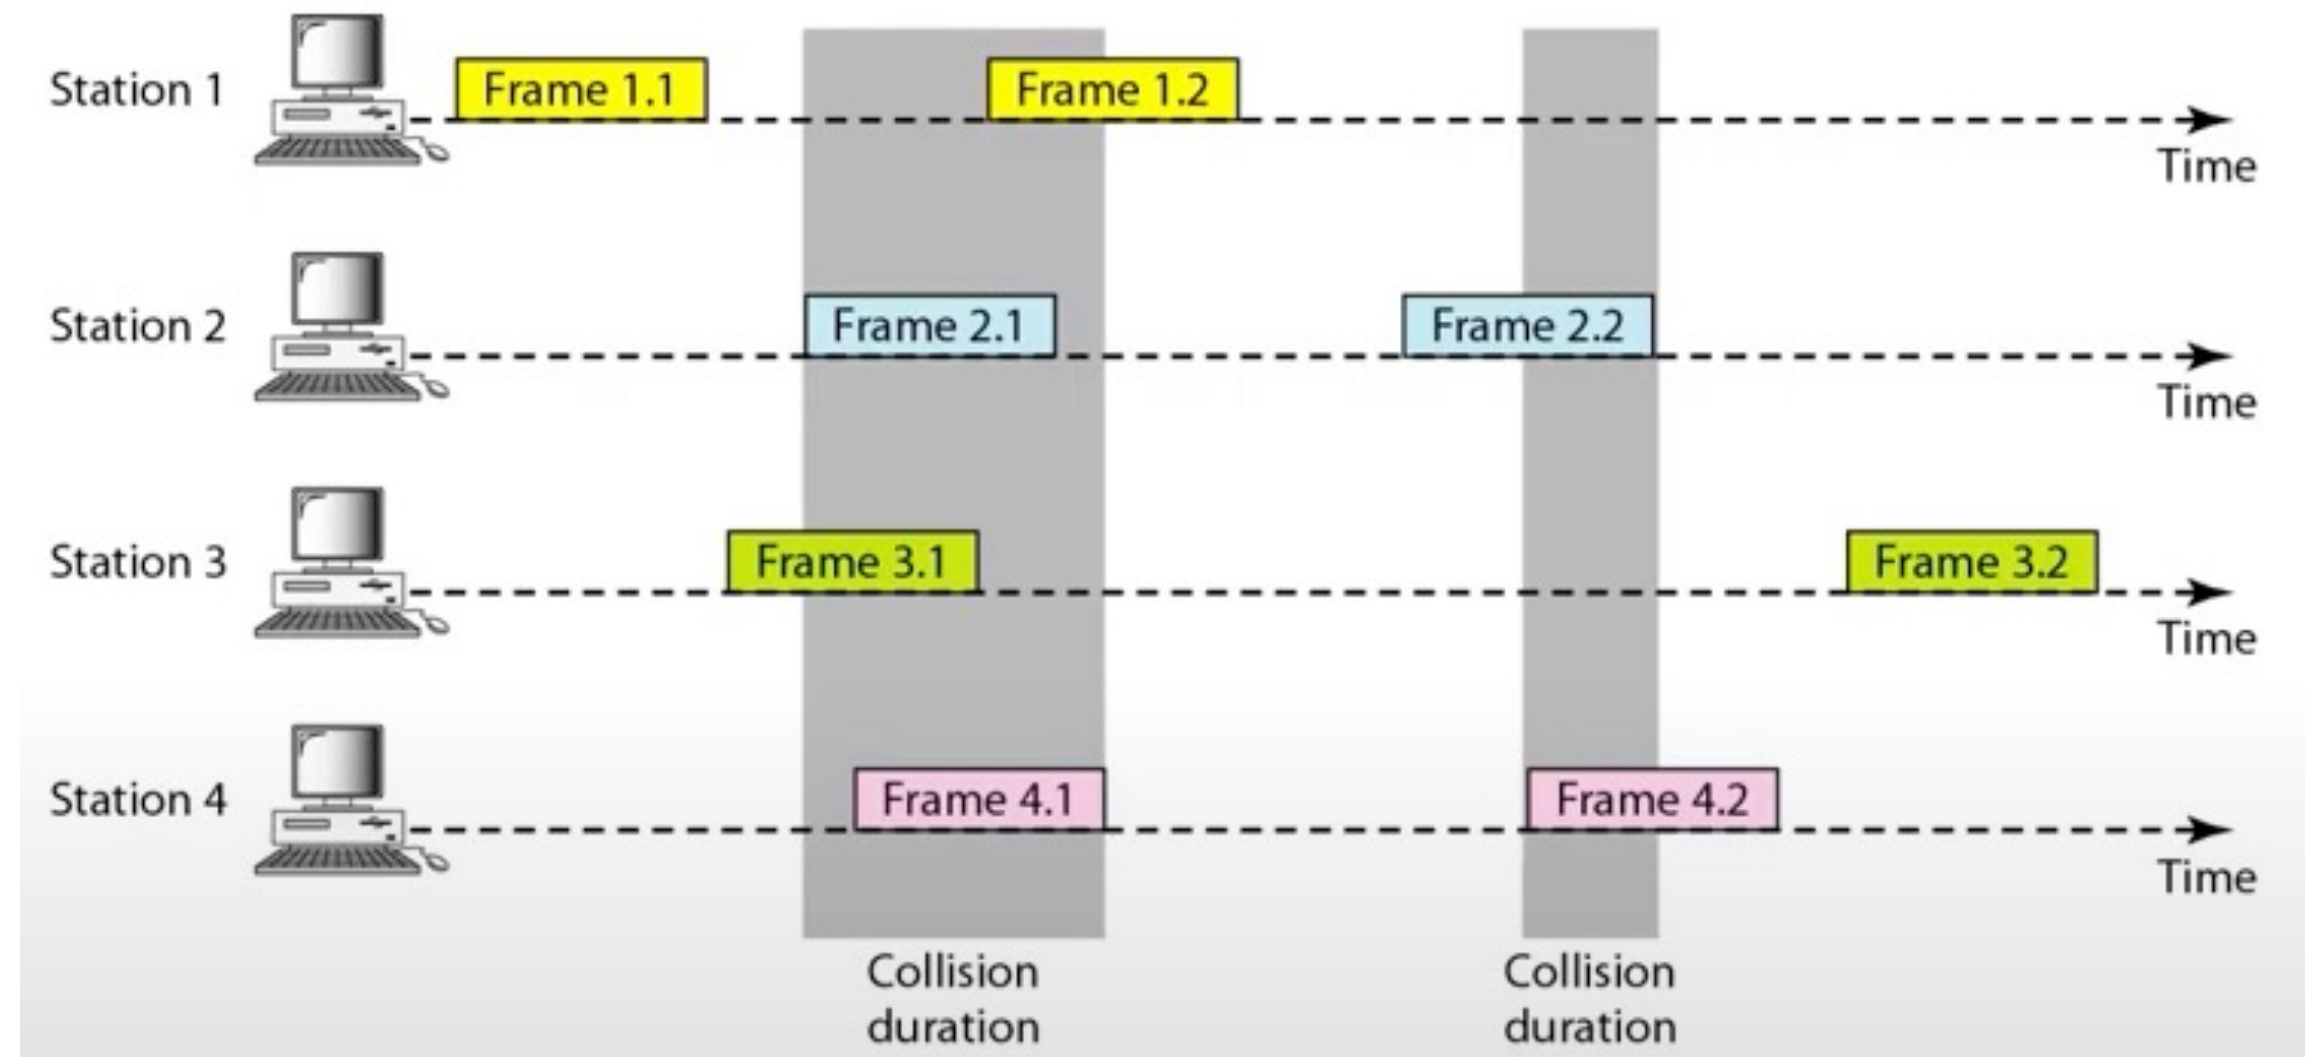 Station 1
Frame 1.1
Frame 1.2
Time
Station 2
Frame 2.1
Frame 2.2
Time
Station 3
Frame 3.1
Frame 3.2
Time
Station 4
Frame 4.1
Frame 4.2
Time
Collision
duration
Collision
duration